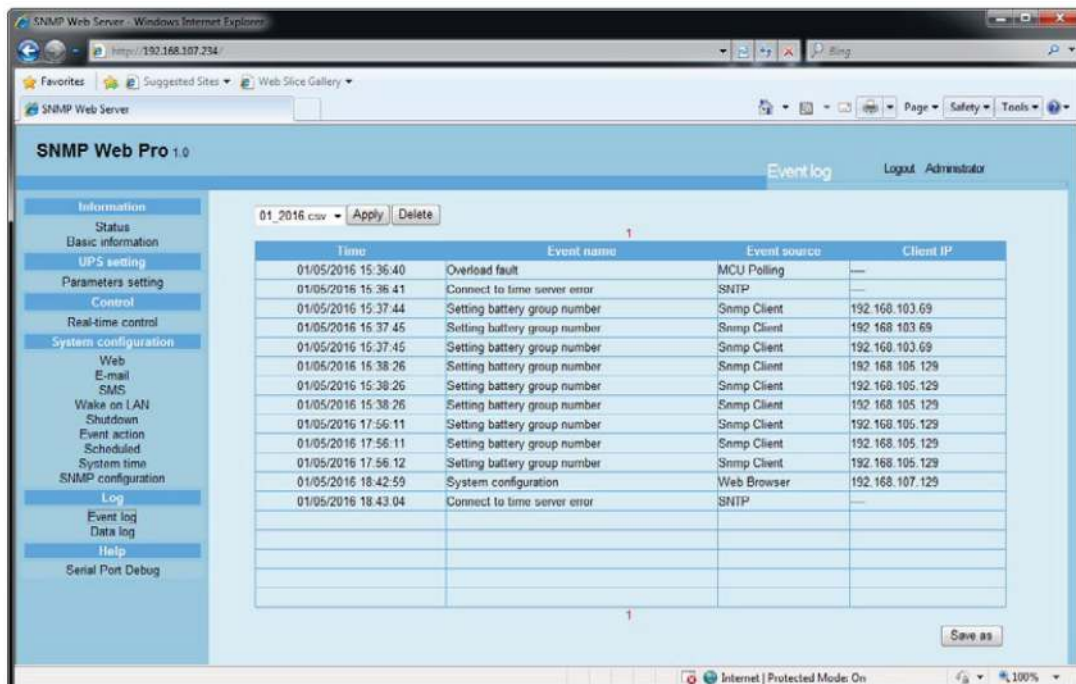 SNMP Web Server - Windows Internet Explorer
http://192.168.107.234/
Bing
Favorites Suggested Sites Web Slice Gallery
SNMP Web Server
Page Safety Tools
SNMP Web Pro 1.0
Event log Logout Administrator
Information
Status
Basic information
UPS setting
Parameters setting
Control
Real-time control
System configuration
Web
E-mail
SMS
Wake on LAN
Shutdown
Event action
Scheduled
System time
SNMP configuration
Log
Event log
Data log
Help
Serial Port Debug
01_2016.csv Apply Delete
1
Time Event name Event source Client IP
01/05/2016 15:36:40 Overload fault MCU Polling ----
01/05/2016 15:36:41 Connect to time server error SNTP ----
01/05/2016 15:37:44 Setting battery group number Snmp Client 192.168.103.69
01/05/2016 15:37:45 Setting battery group number Snmp Client 192.168.103.69
01/05/2016 15:37:45 Setting battery group number Snmp Client 192.168.103.69
01/05/2016 15:38:26 Setting battery group number Snmp Client 192.168.105.129
01/05/2016 15:38:26 Setting battery group number Snmp Client 192.168.105.129
01/05/2016 15:38:26 Setting battery group number Snmp Client 192.168.105.129
01/05/2016 17:56:11 Setting battery group number Snmp Client 192.168.105.129
01/05/2016 17:56:11 Setting battery group number Snmp Client 192.168.105.129
01/05/2016 17:56:12 Setting battery group number Snmp Client 192.168.105.129
01/05/2016 18:42:59 System configuration Web Browser 192.168.107.129
01/05/2016 18:43:04 Connect to time server error SNTP ----
1
Save as
Internet | Protected Mode: On 100%